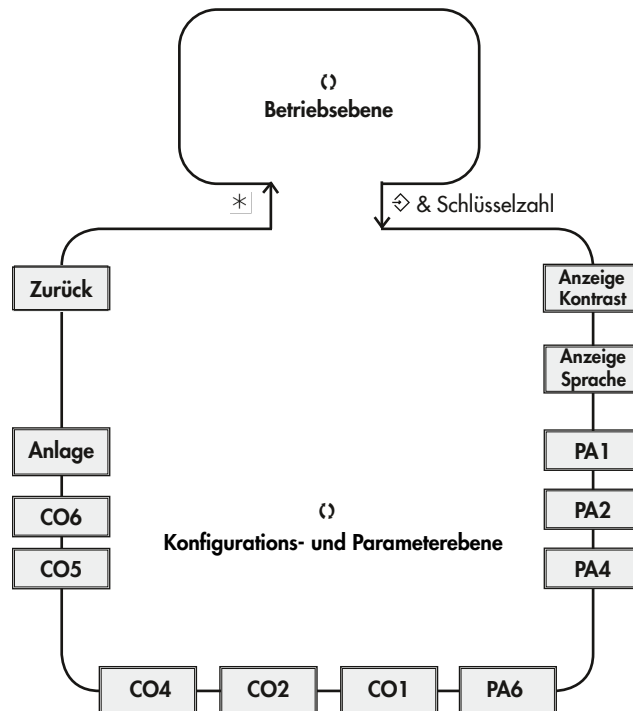 Betriebsebene
* & Schlüsselzahl
Zurück
Anzeige
Kontrast
Anzeige
Sprache
Anlage
PA1
CO6
PA2
Konfigurations- und Parameterebene
CO5
PA4
CO4
CO2
CO1
PA6